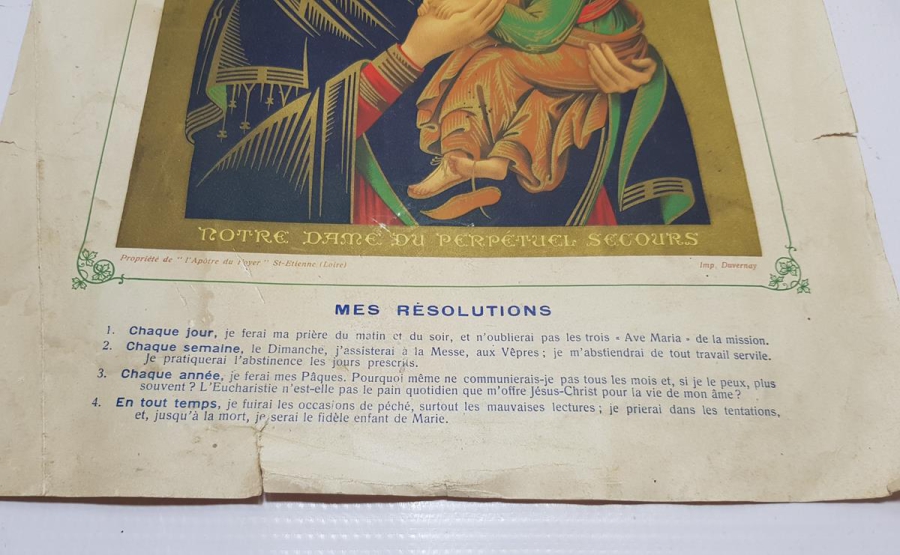 NOTRE DAME DU PERPÉTUEL SECOURS
Propriété de " l'Apôtre du Foyer " St-Etienne (Loire)
Imp. Duvernay
MES RÉSOLUTIONS
1. Chaque jour, je ferai ma prière du matin et du soir, et n'oublierai pas les trois « Ave Maria » de la mission.
2. Chaque semaine, le Dimanche, j'assisterai à la Messe, aux Vêpres ; je m'abstiendrai de tout travail servile.
Je pratiquerai l'abstinence les jours prescris.
3. Chaque année, je ferai mes Pâques. Pourquoi même ne communierais-je pas tous les mois et, si je le peux, plus
souvent ? L'Eucharistie n'est-elle pas le pain quotidien que m'offre Jésus-Christ pour la vie de mon âme ?
4. En tout temps, je fuirai les occasions de péché, surtout les mauvaises lectures ; je prierai dans les tentations,
et, jusqu'à la mort, je serai le fidèle enfant de Marie.